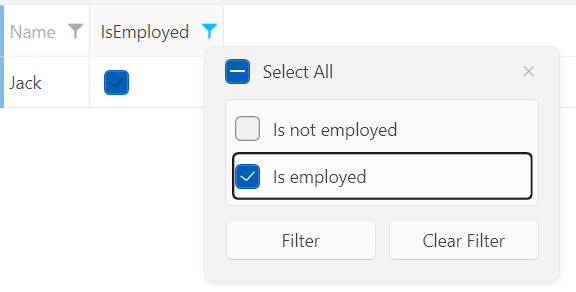 Name IsEmployed
Jack
Select All
Is not employed
Is employed
Filter Clear Filter